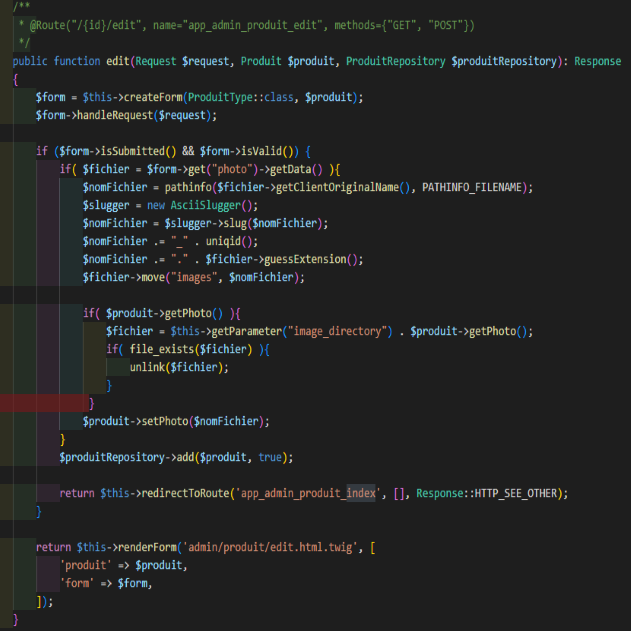 /**
 * @Route("/{id}/edit", name="app_admin_produit_edit", methods={"GET", "POST"})
 */
public function edit(Request $request, Produit $produit, ProduitRepository $produitRepository): Response
{
    $form = $this->createForm(ProduitType::class, $produit);
    $form->handleRequest($request);

    if ($form->isSubmitted() && $form->isValid()) {
        if( $fichier = $form->get("photo")->getData() ){
            $nomFichier = pathinfo($fichier->getClientOriginalName(), PATHINFO_FILENAME);
            $slugger = new AsciiSlugger();
            $nomFichier = $slugger->slug($nomFichier);
            $nomFichier .= "_" . uniqid();
            $nomFichier .= "." . $fichier->guessExtension();
            $fichier->move("images", $nomFichier);

            if( $produit->getPhoto() ){
                $fichier = $this->getParameter("image_directory") . $produit->getPhoto();
                if( file_exists($fichier) ){
                    unlink($fichier);
                }
             }
            $produit->setPhoto($nomFichier);
        }
        $produitRepository->add($produit, true);

        return $this->redirectToRoute('app_admin_produit_index', [], Response::HTTP_SEE_OTHER);
    }

    return $this->renderForm('admin/produit/edit.html.twig', [
        'produit' => $produit,
        'form' => $form,
    ]);
}